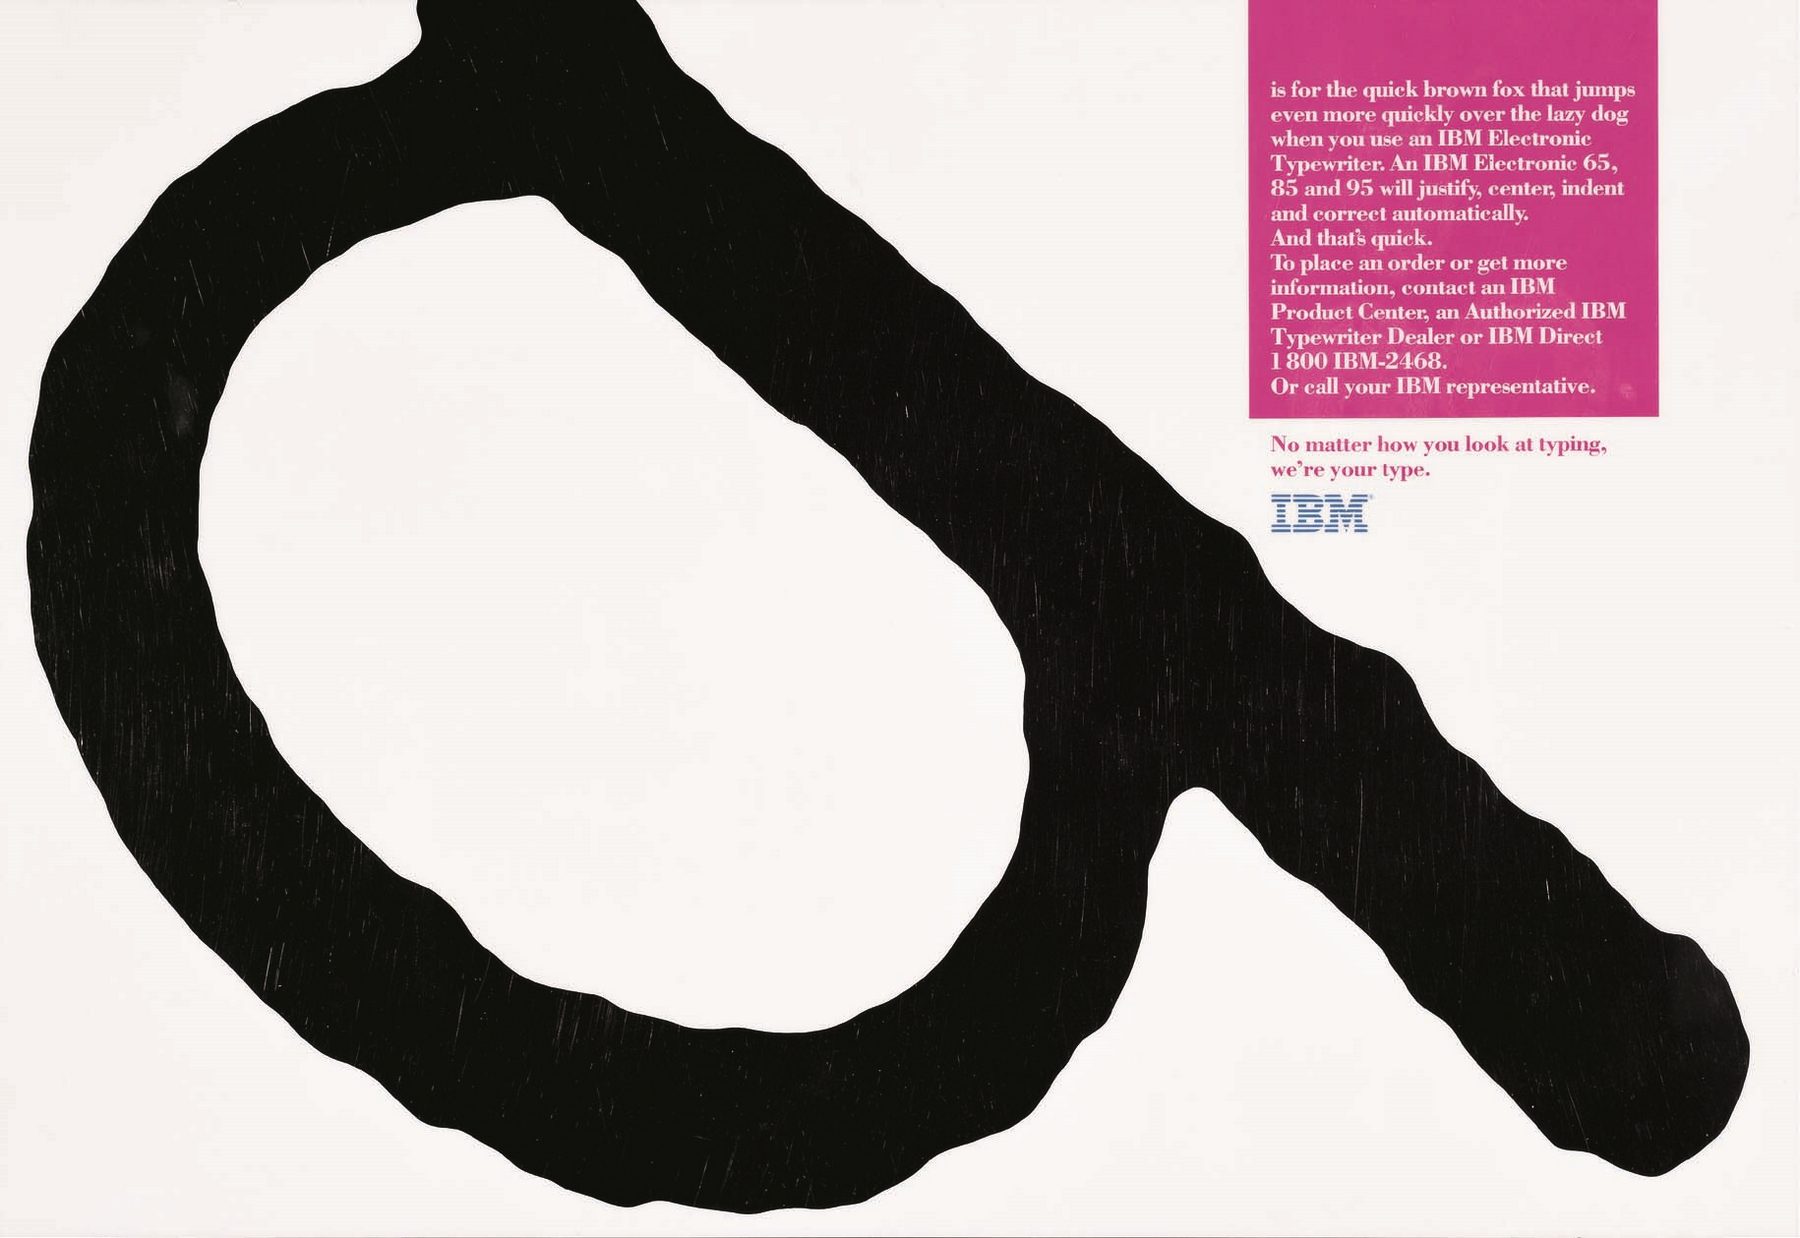 is for the quick brown fox that jumps
even more quickly over the lazy dog
when you use an IBM Electronic
Typewriter. An IBM Electronic 65,
85 and 95 will justify, center, indent
and correct automatically.
And that's quick.
To place an order or get more
information, contact an IBM
Product Center, an Authorized IBM
Typewriter Dealer or IBM Direct
1 800 IBM-2468.
Or call your IBM representative.
No matter how you look at typing,
we're your type.
IBM®